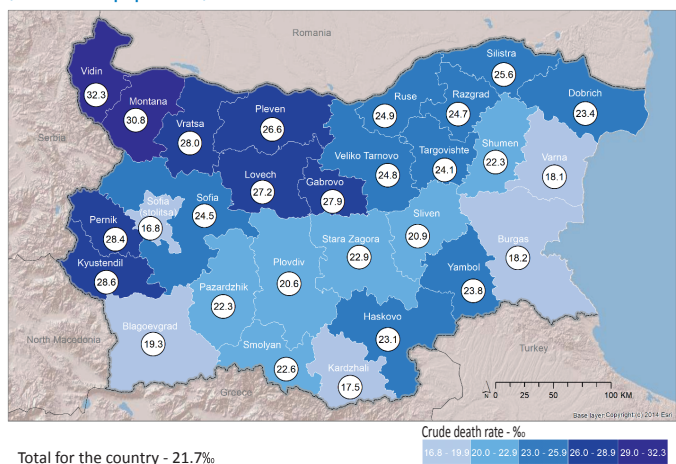 Romania
Silistra
25.6
Vidin
32.3
Montana
30.8
Vratsa
28.0
Pleven
26.6
Ruse
24.9
Razgrad
24.7
Dobrich
23.4
Serbia
Veliko Tarnovo
24.8
Targovishte
24.1
Shumen
22.3
Varna
18.1
Lovech
27.2
Gabrovo
27.9
Sofia
(stolitsa)
16.8
Sofia
24.5
Pernik
28.4
Kyustendil
28.6
Sliven
20.9
Stara Zagora
22.9
Burgas
18.2
Plovdiv
20.6
Pazardzhik
22.3
Yambol
23.8
Blagoevgrad
19.3
Haskovo
23.1
Smolyan
22.6
Kardzhali
17.5
North Macedonia
Greece
Turkey
N
0 25 50 100 KM
Base layer Copyright:(c) 2014 Esri
Crude death rate - ‰
16.8 - 19.9 20.0 - 22.9 23.0 - 25.9 26.0 - 28.9 29.0 - 32.3
Total for the country - 21.7‰